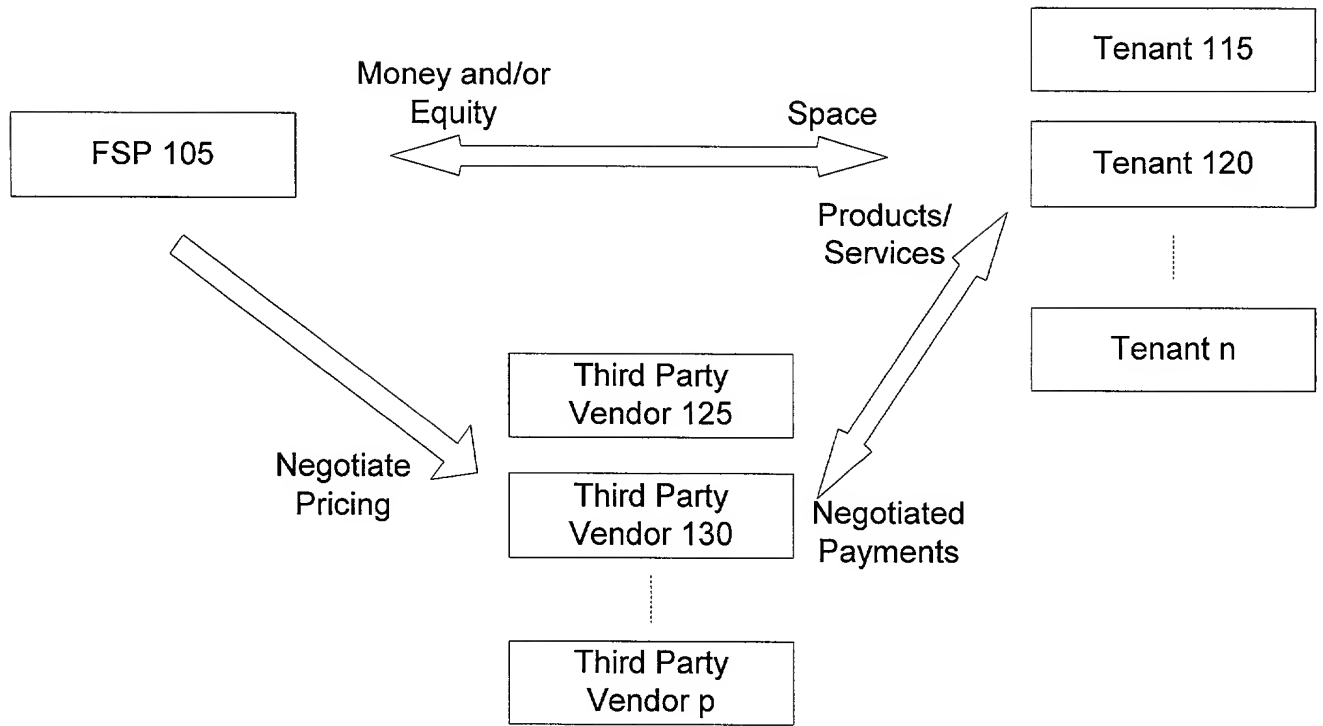 Tenant 115
Money and/or
Equity
Space
FSP 105
Tenant 120
Products/
Services
Tenant n
Third Party
Vendor 125
Negotiate
Pricing
Third Party
Vendor 130
Negotiated
Payments
Third Party
Vendor p